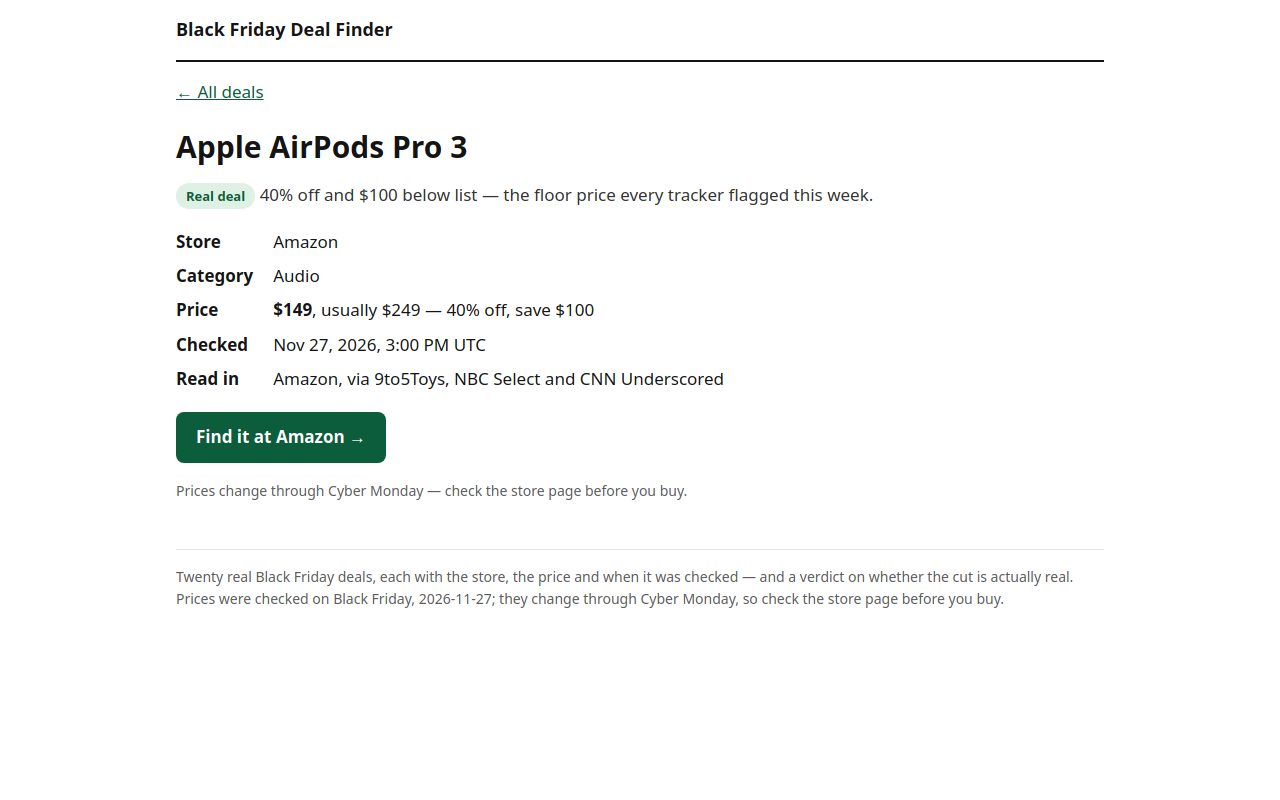 Black Friday Deal Finder
← All deals
Apple AirPods Pro 3
Real deal 40% off and $100 below list — the floor price every tracker flagged this week.
Store Amazon
Category Audio
Price $149, usually $249 — 40% off, save $100
Checked Nov 27, 2026, 3:00 PM UTC
Read in Amazon, via 9to5Toys, NBC Select and CNN Underscored
Find it at Amazon →
Prices change through Cyber Monday — check the store page before you buy.
Twenty real Black Friday deals, each with the store, the price and when it was checked — and a verdict on whether the cut is actually real.
Prices were checked on Black Friday, 2026-11-27; they change through Cyber Monday, so check the store page before you buy.